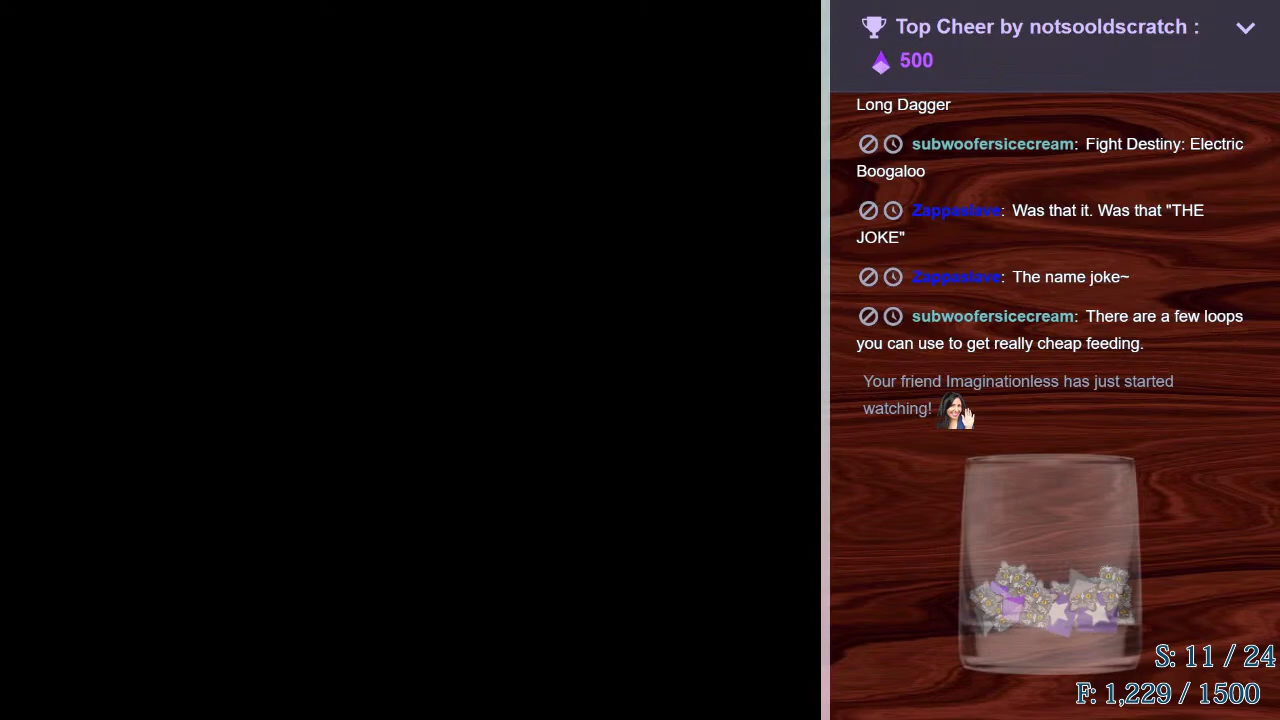 Top Cheer by notsooldscratch :
500
Long Dagger
subwoofersicecream: Fight Destiny: Electric
Boogaloo
Zappaslave: Was that it. Was that "THE
JOKE"
Zappaslave: The name joke~
subwoofersicecream: There are a few loops
you can use to get really cheap feeding.
Your friend Imaginationless has just started
watching!
S: 11 / 24
F: 1,229 / 1500